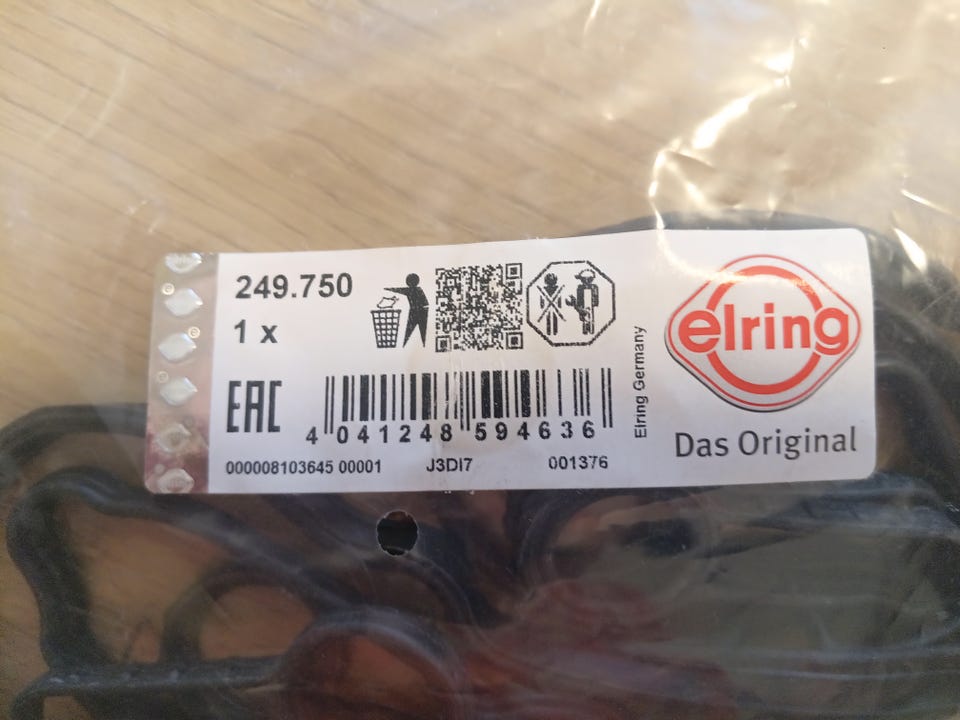 249.750
1 x
EAC
4 041248 594636
000008103645 00001 J3DI7 001376
Elring Germany
elring
Das Original